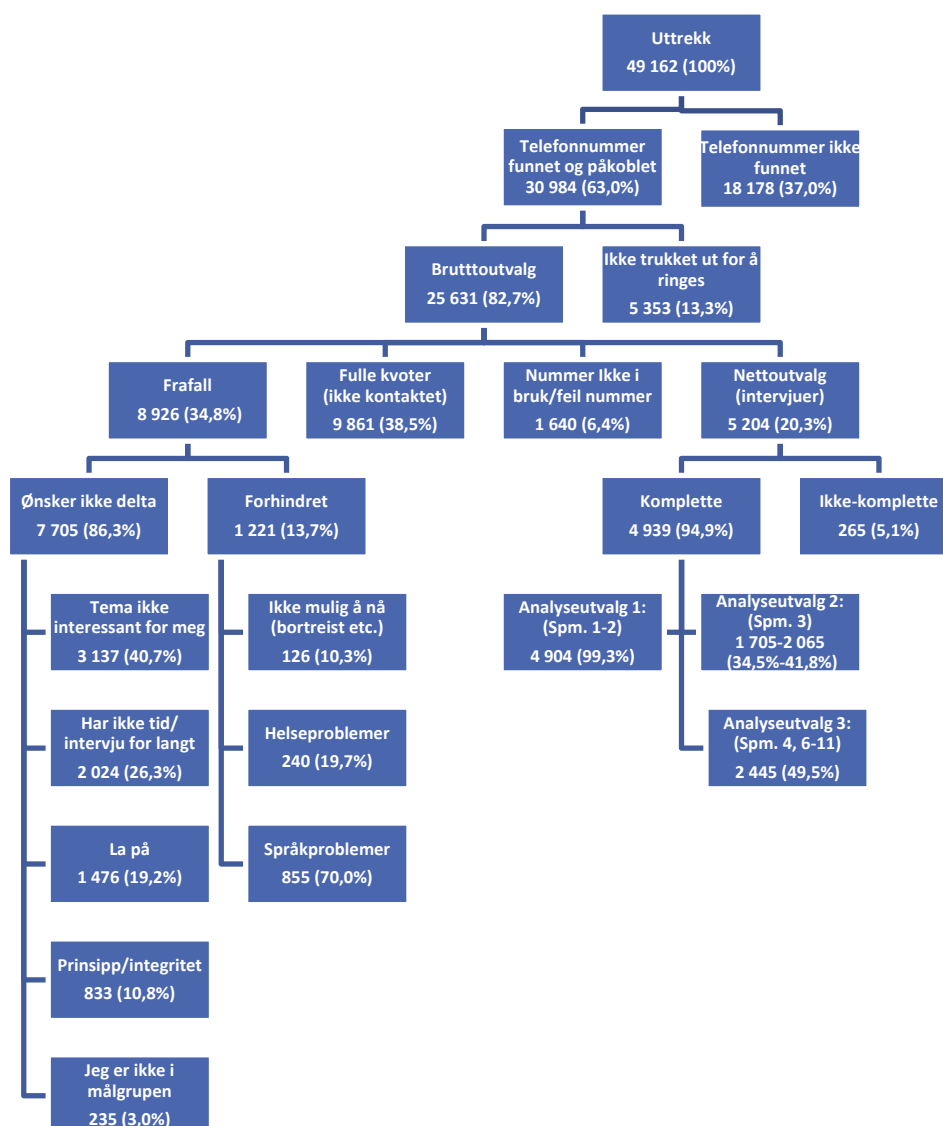 Uttrekk
49 162 (100%)
Telefonnummer
funnet og påkoblet
30 984 (63,0%)
Telefonnummer ikke
funnet
18 178 (37,0%)
Brutttoutvalg
25 631 (82,7%)
Ikke trukket ut for å
ringes
5 353 (13,3%)
Frafall
8 926 (34,8%)
Fulle kvoter
(ikke kontaktet)
9 861 (38,5%)
Nummer Ikke i
bruk/feil nummer
1 640 (6,4%)
Nettoutvalg
(intervjuer)
5 204 (20,3%)
Ønsker ikke delta
7 705 (86,3%)
Forhindret
1 221 (13,7%)
Komplette
4 939 (94,9%)
Ikke-komplette
265 (5,1%)
Tema ikke
interessant for meg
3 137 (40,7%)
Ikke mulig å nå
(bortreist etc.)
126 (10,3%)
Analyseutvalg 1:
(Spm. 1-2)
4 904 (99,3%)
Analyseutvalg 2:
(Spm. 3)
1 705-2 065
(34,5%-41,8%)
Har ikke tid/
intervju for langt
2 024 (26,3%)
Helseproblemer
240 (19,7%)
Analyseutvalg 3:
(Spm. 4, 6-11)
2 445 (49,5%)
La på
1 476 (19,2%)
Språkproblemer
855 (70,0%)
Prinsipp/integritet
833 (10,8%)
Jeg er ikke i
målgrupen
235 (3,0%)